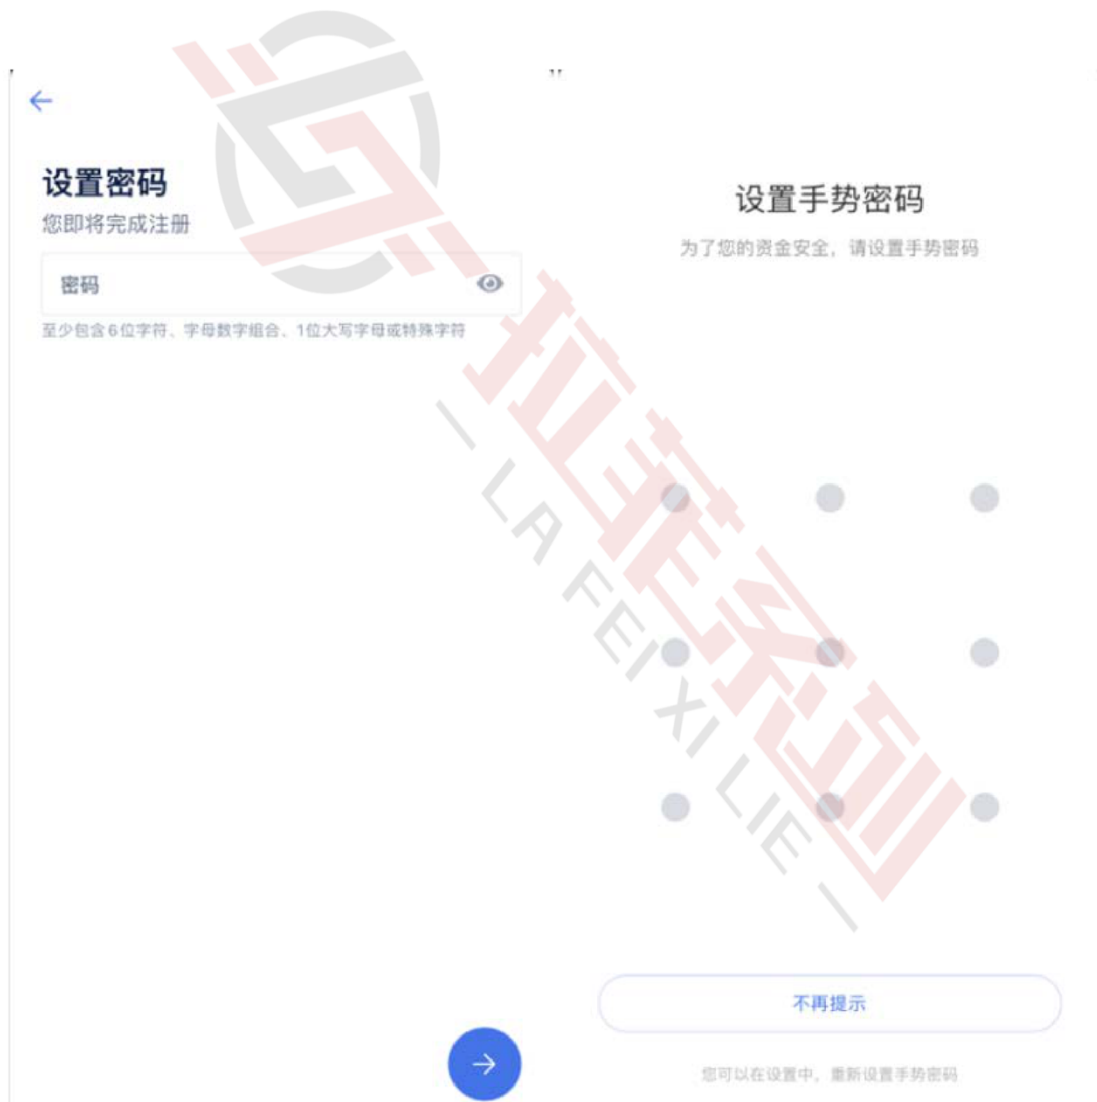 设置密码
您即将完成注册
密码
至少包含6位字符、字母数字组合、1位大写字母或特殊字符
设置手势密码
为了您的资金安全，请设置手势密码
不再提示
您可以在设置中，重新设置手势密码
拉菲系列
— LA FEI XI LIE —